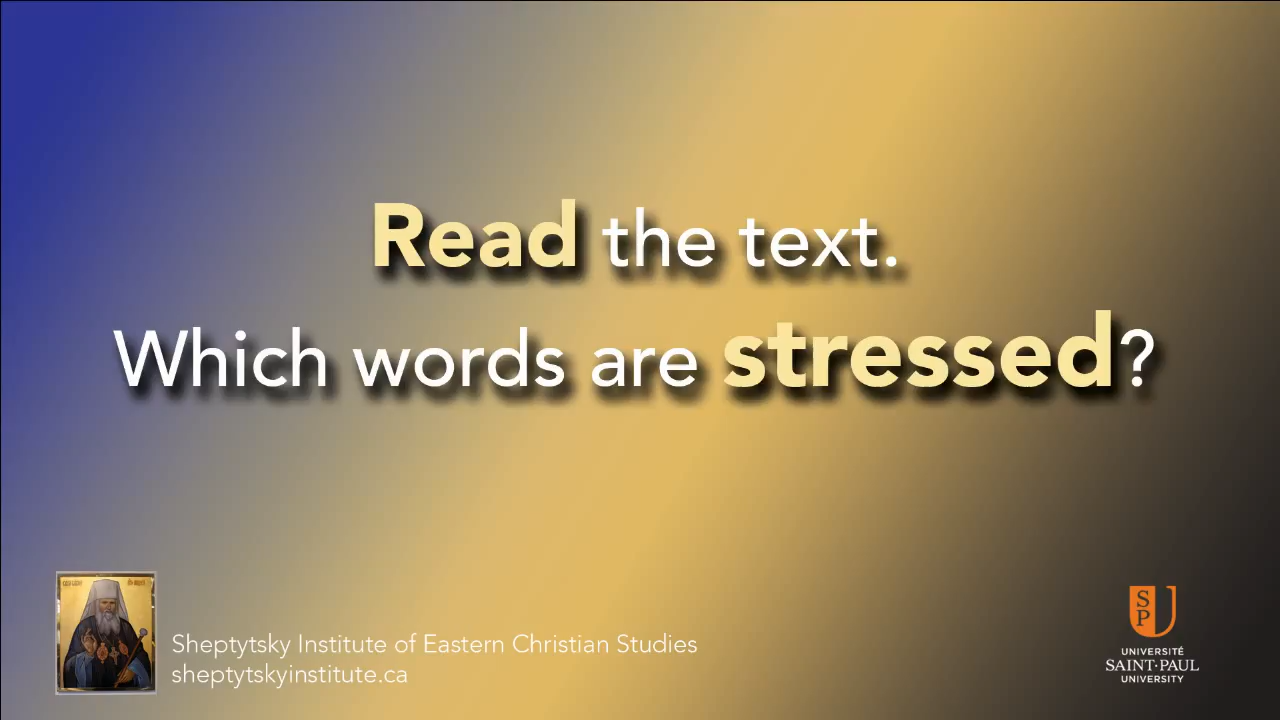 Read the text.
Which words are stressed?
Sheptytsky Institute of Eastern Christian Studies
sheptytskyinstitute.ca
SP
UNIVERSITÉ
SAINT·PAUL
UNIVERSITY